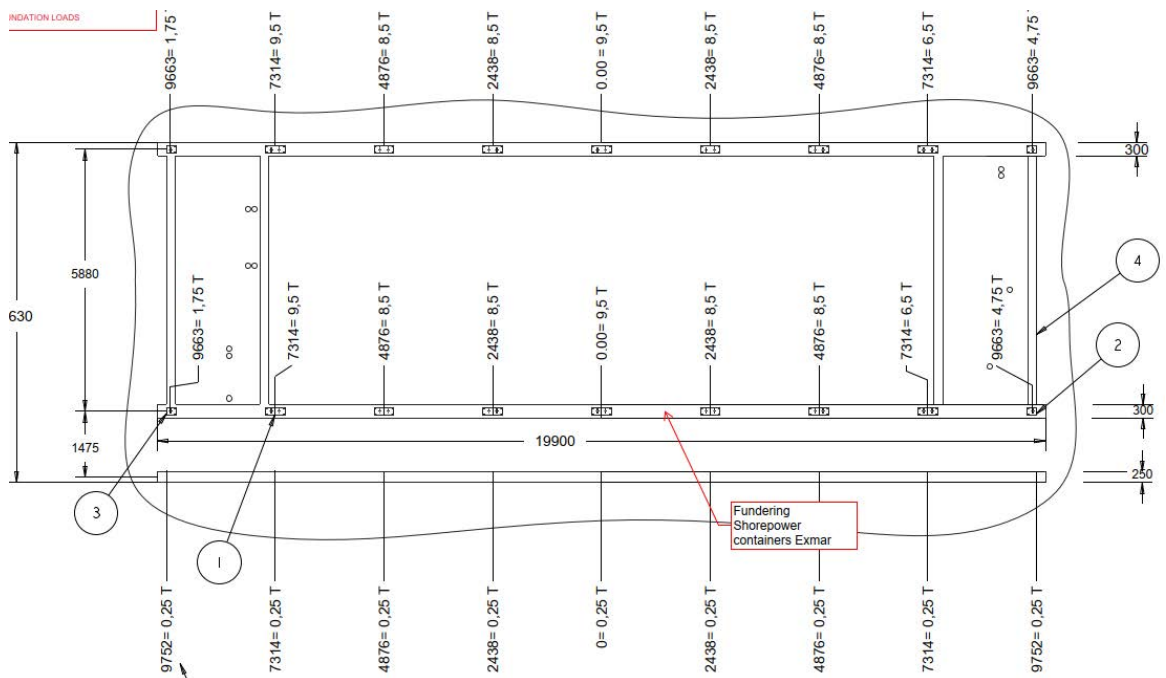 NDATION LOADS
9663= 1,75
7314= 9,5 T
4876= 8,5 T
2438= 8,5 T
0.00= 9,5 T
2438= 8,5 T
4876= 8,5 T
7314= 6,5 T
9663= 4,75
300
5880
630
4
9663= 1,75 T
7314= 9,5 T
4876= 8,5 T
2438= 8,5 T
0.00= 9,5 T
2438= 8,5 T
4876= 8,5 T
7314= 6,5 T
9663= 4,75 T
2
300
1475
19900
250
3
1
Fundering
Shorepower
containers Exmar
9752= 0,25 T
7314= 0,25 T
4876= 0,25 T
2438= 0,25 T
0= 0,25 T
2438= 0,25 T
4876= 0,25 T
7314= 0,25 T
9752= 0,25 T